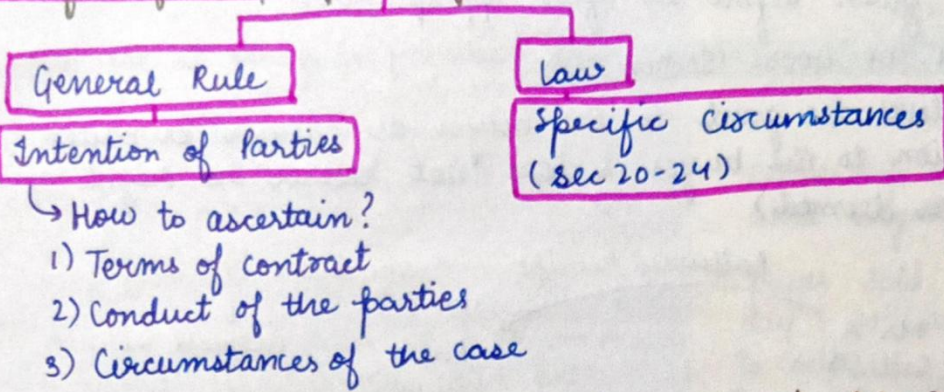 General Rule
Law
Intention of Parties
Specific Circumstances
(Sec 20-24)
How to ascertain?
1) Terms of contract
2) Conduct of the parties
3) Circumstances of the case